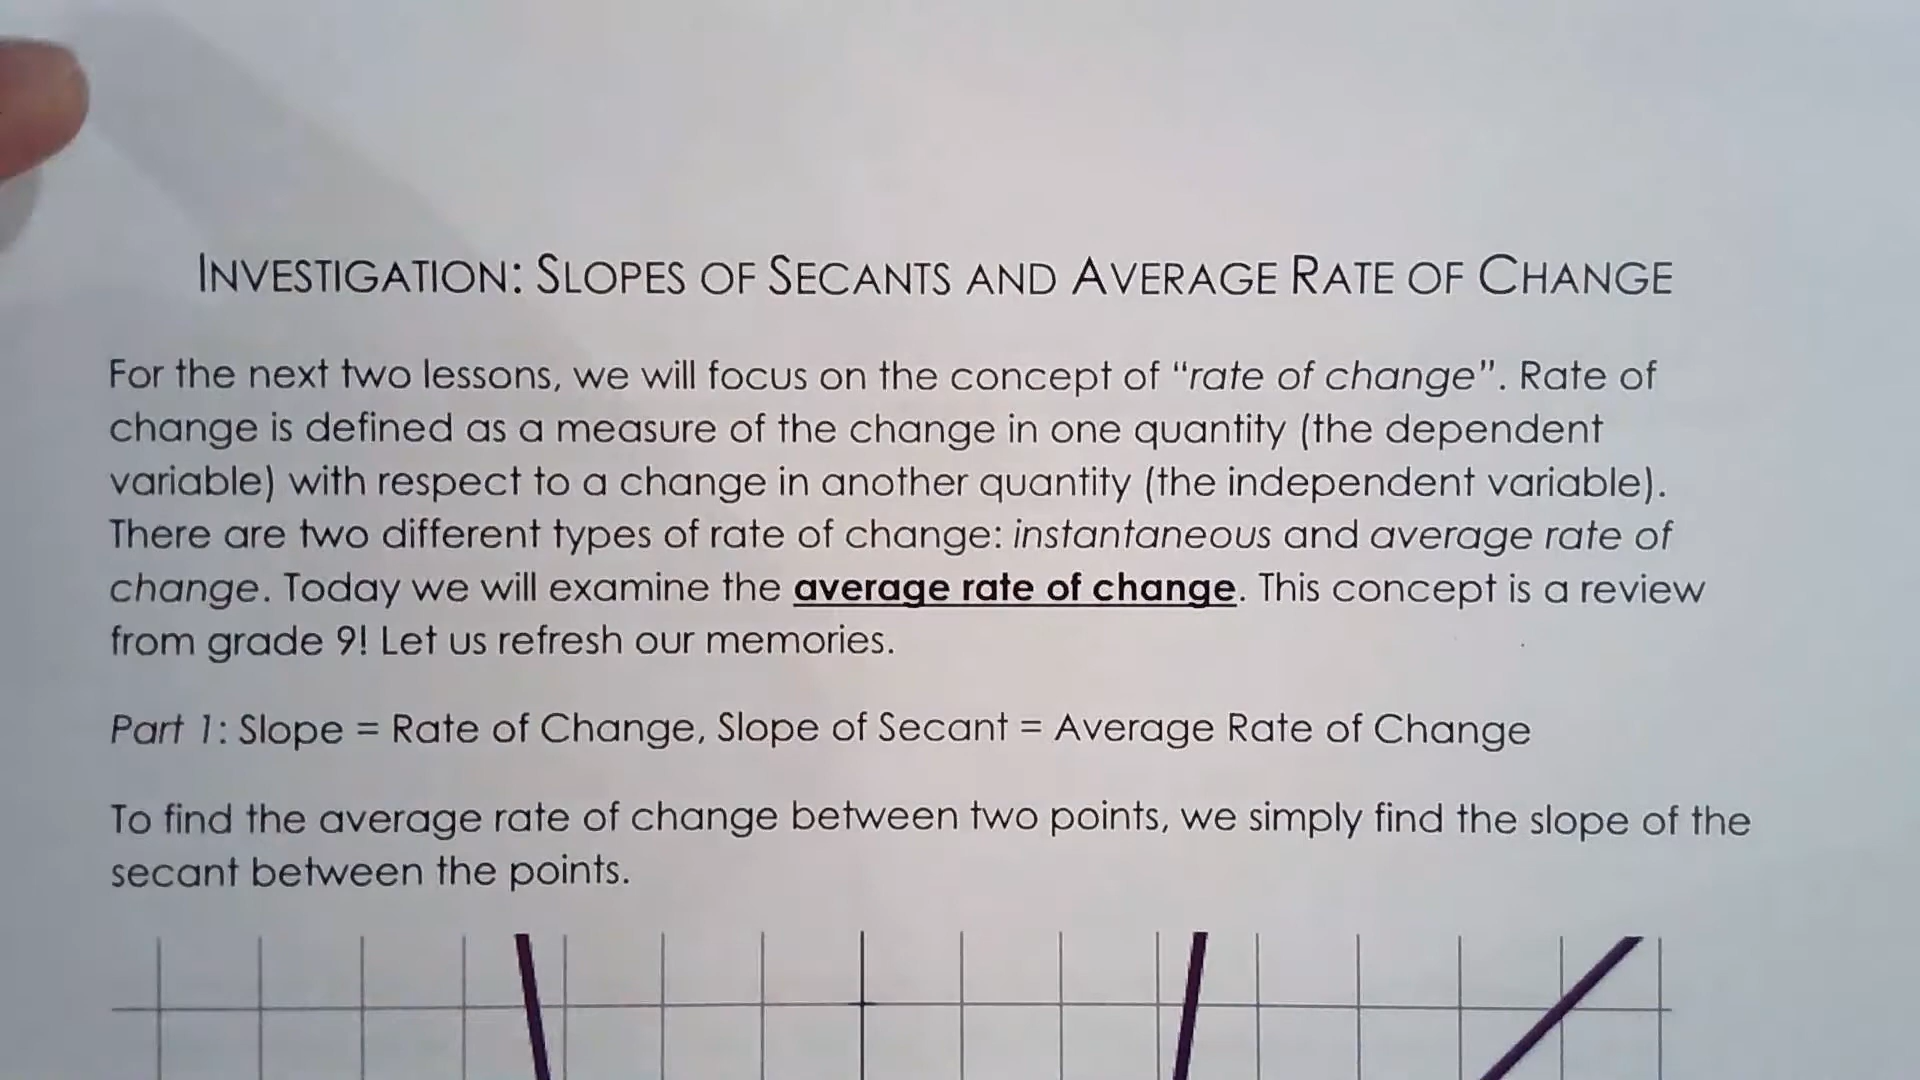 INVESTIGATION: SLOPES OF SECANTS AND AVERAGE RATE OF CHANGE
For the next two lessons, we will focus on the concept of “rate of change”. Rate of
change is defined as a measure of the change in one quantity (the dependent
variable) with respect to a change in another quantity (the independent variable).
There are two different types of rate of change: instantaneous and average rate of
change. Today we will examine the average rate of change. This concept is a review
from grade 9! Let us refresh our memories.
Part 1: Slope = Rate of Change, Slope of Secant = Average Rate of Change
To find the average rate of change between two points, we simply find the slope of the
secant between the points.